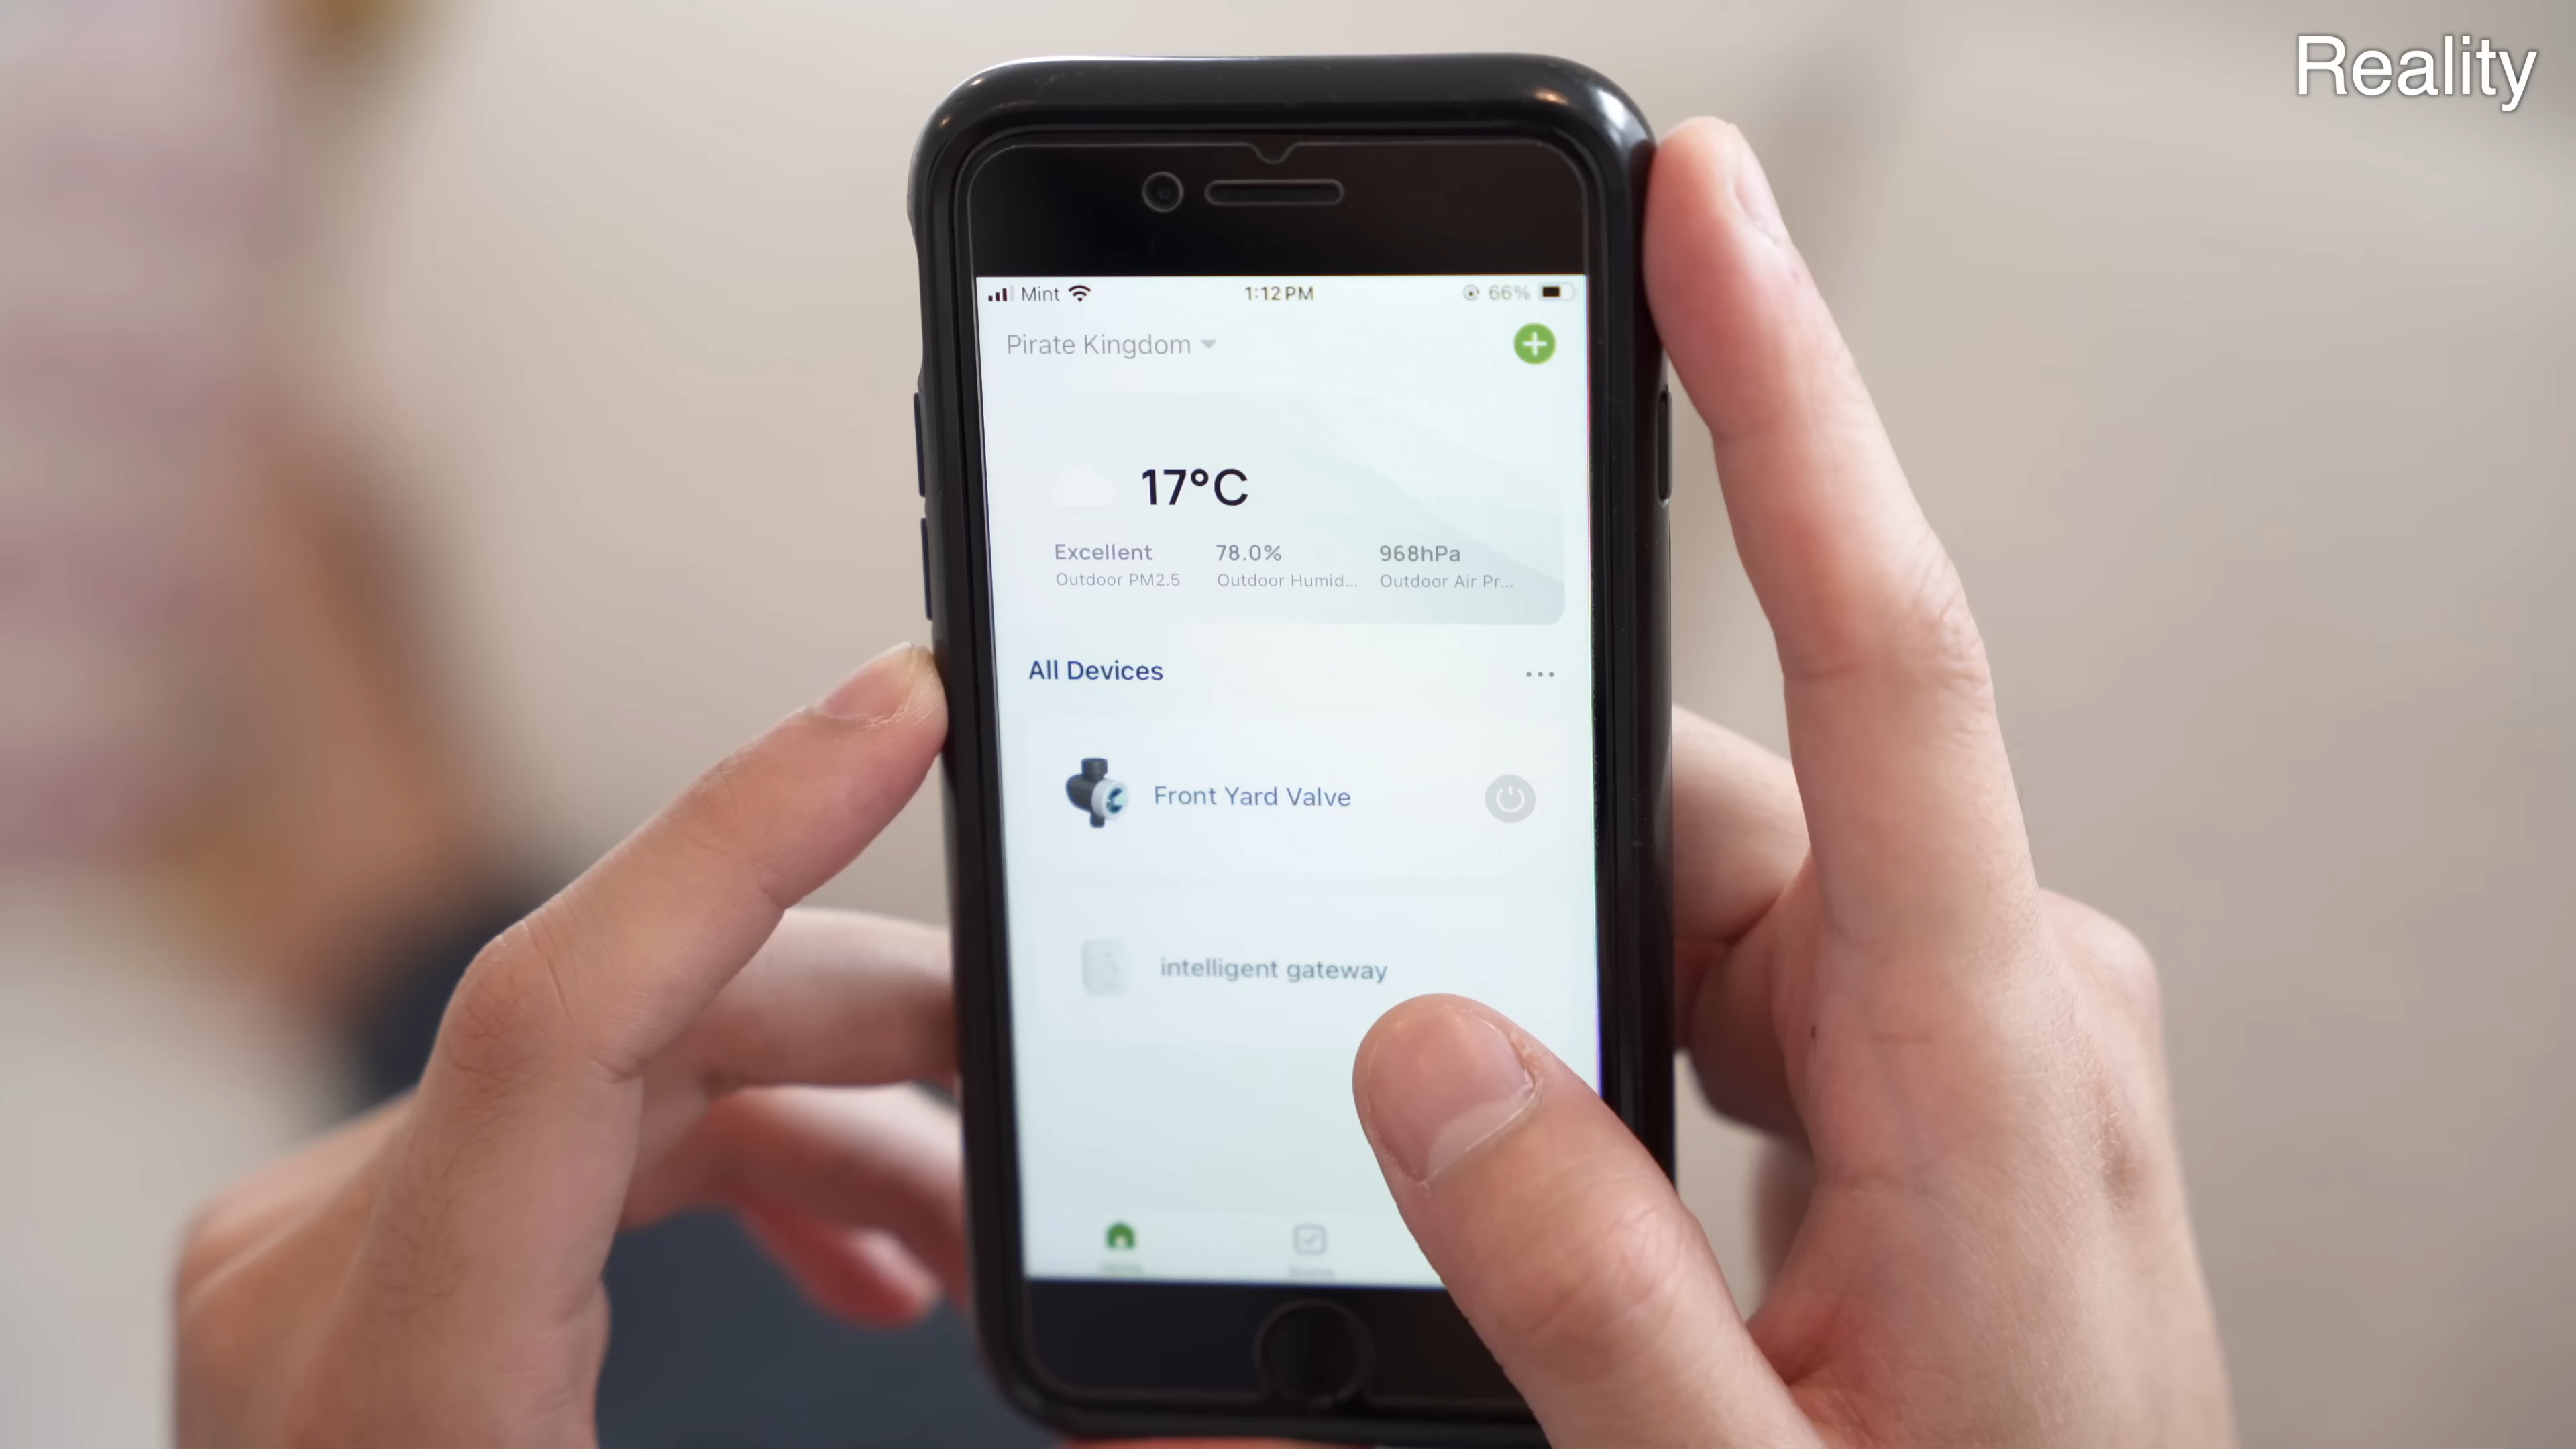 Reality
Mint 1:12 PM 66%
Pirate Kingdom
17°C
Excellent 78.0% 968hPa
Outdoor PM2.5 Outdoor Humid... Outdoor Air Pr...
All Devices
Front Yard Valve
intelligent gateway